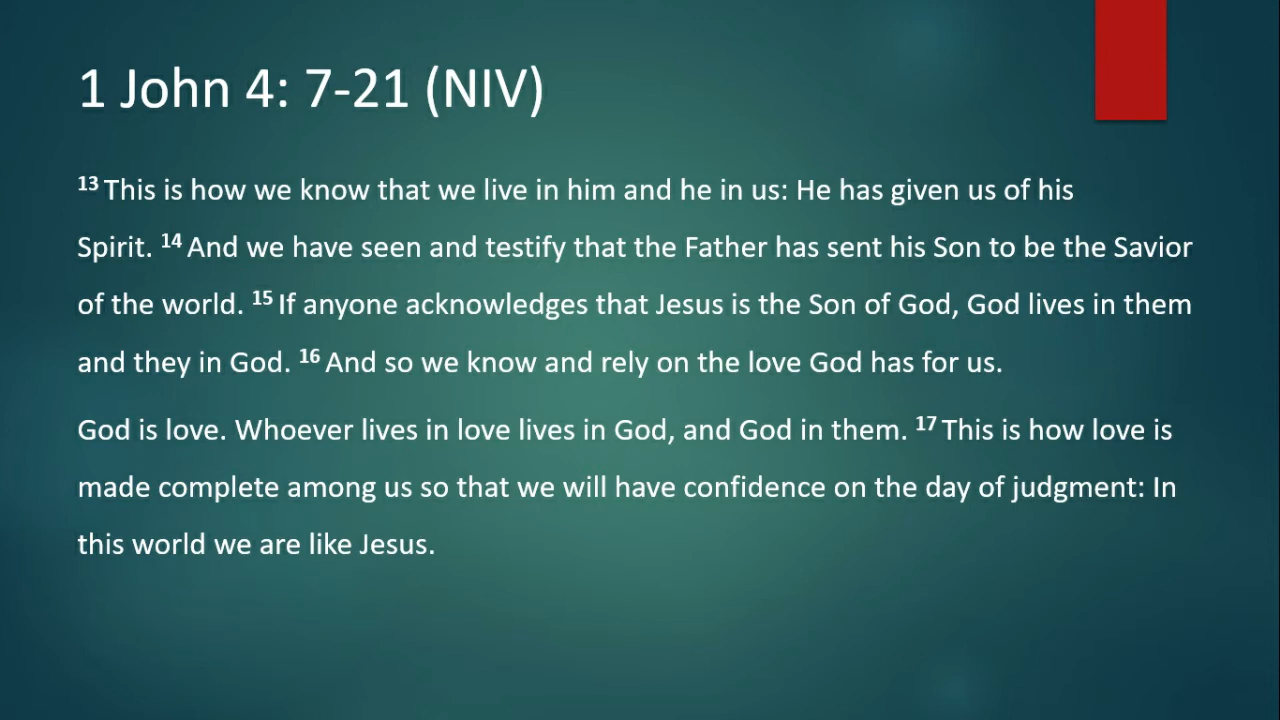 1 John 4: 7-21 (NIV)
13 This is how we know that we live in him and he in us: He has given us of his
Spirit. 14 And we have seen and testify that the Father has sent his Son to be the Savior
of the world. 15 If anyone acknowledges that Jesus is the Son of God, God lives in them
and they in God. 16 And so we know and rely on the love God has for us.
God is love. Whoever lives in love lives in God, and God in them. 17 This is how love is
made complete among us so that we will have confidence on the day of judgment: In
this world we are like Jesus.